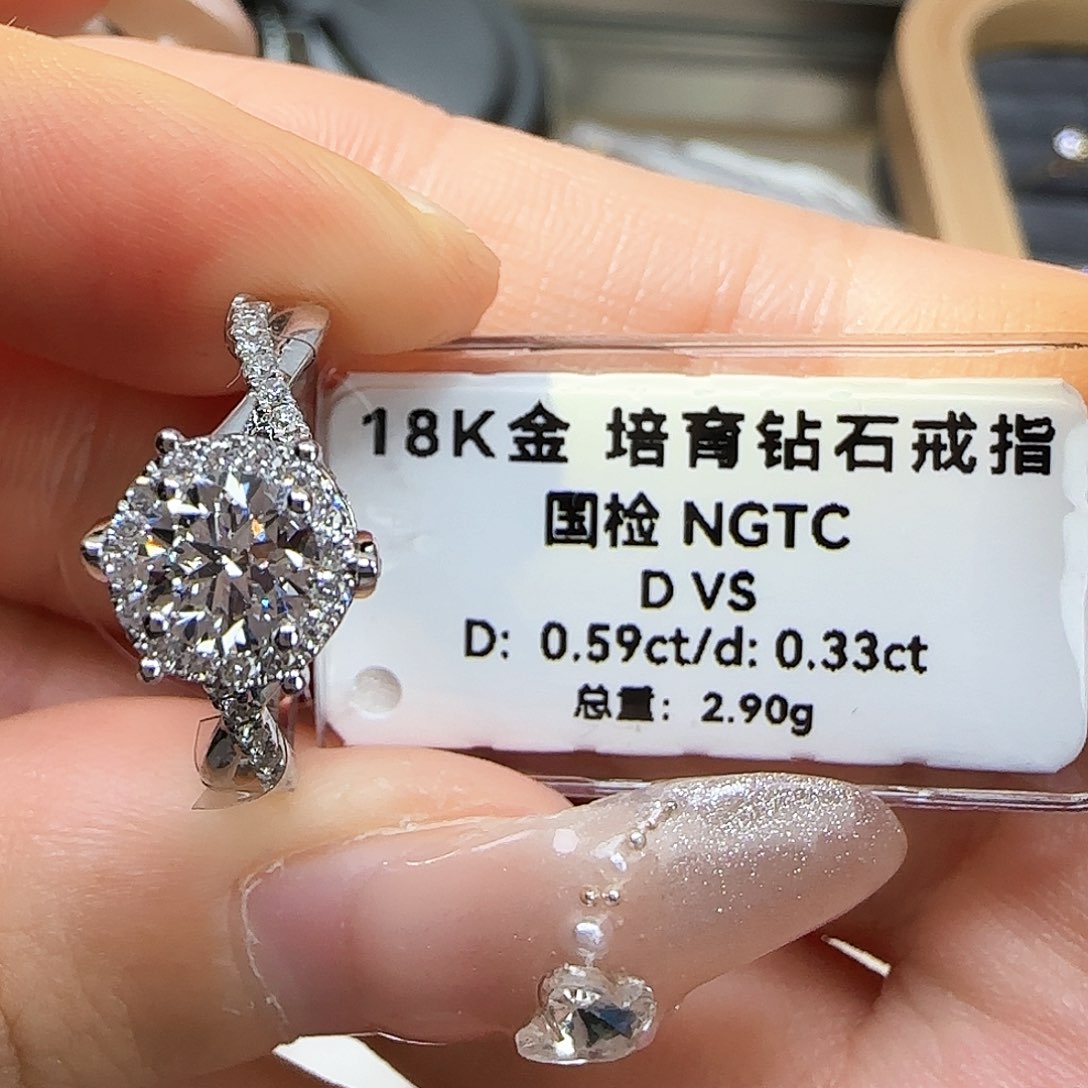 18K金 培育钻石戒指
国检 NGTC
D VS
D: 0.59ct/d: 0.33ct
总量: 2.90g